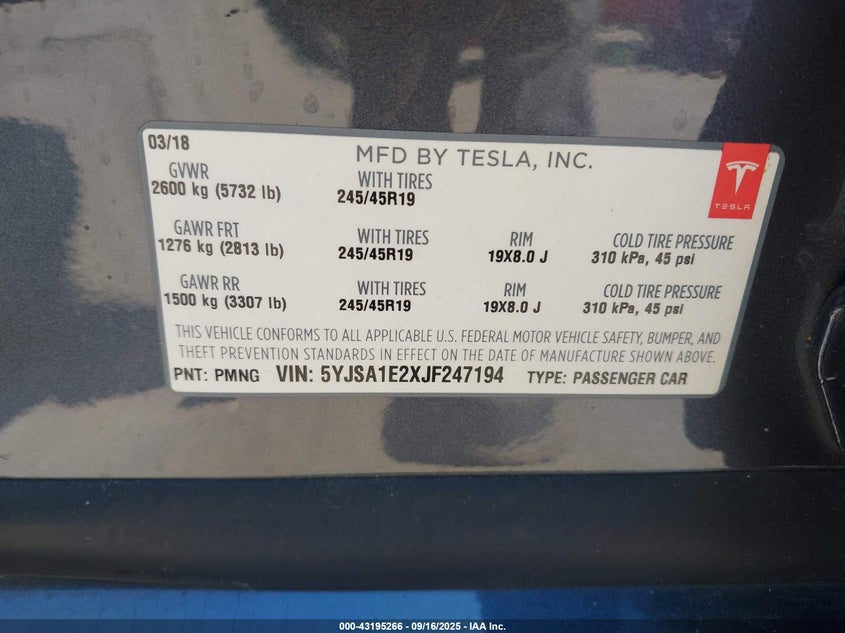 03/18
MFD BY TESLA, INC.
GVWR
2600 kg (5732 lb)
WITH TIRES
245/45R19
TESLA
GAWR FRT
1276 kg (2813 lb)
WITH TIRES
245/45R19
RIM
19X8.0 J
COLD TIRE PRESSURE
310 kPa, 45 psi
GAWR RR
1500 kg (3307 lb)
WITH TIRES
245/45R19
RIM
19X8.0 J
COLD TIRE PRESSURE
310 kPa, 45 psi
THIS VEHICLE CONFORMS TO ALL APPLICABLE U.S. FEDERAL MOTOR VEHICLE SAFETY, BUMPER, AND
THEFT PREVENTION STANDARDS IN EFFECT ON THE DATE OF MANUFACTURE SHOWN ABOVE.
PNT: PMNG VIN: 5YJSA1E2XJF247194 TYPE: PASSENGER CAR
000-43195266 - 09/16/2025 - IAA Inc.